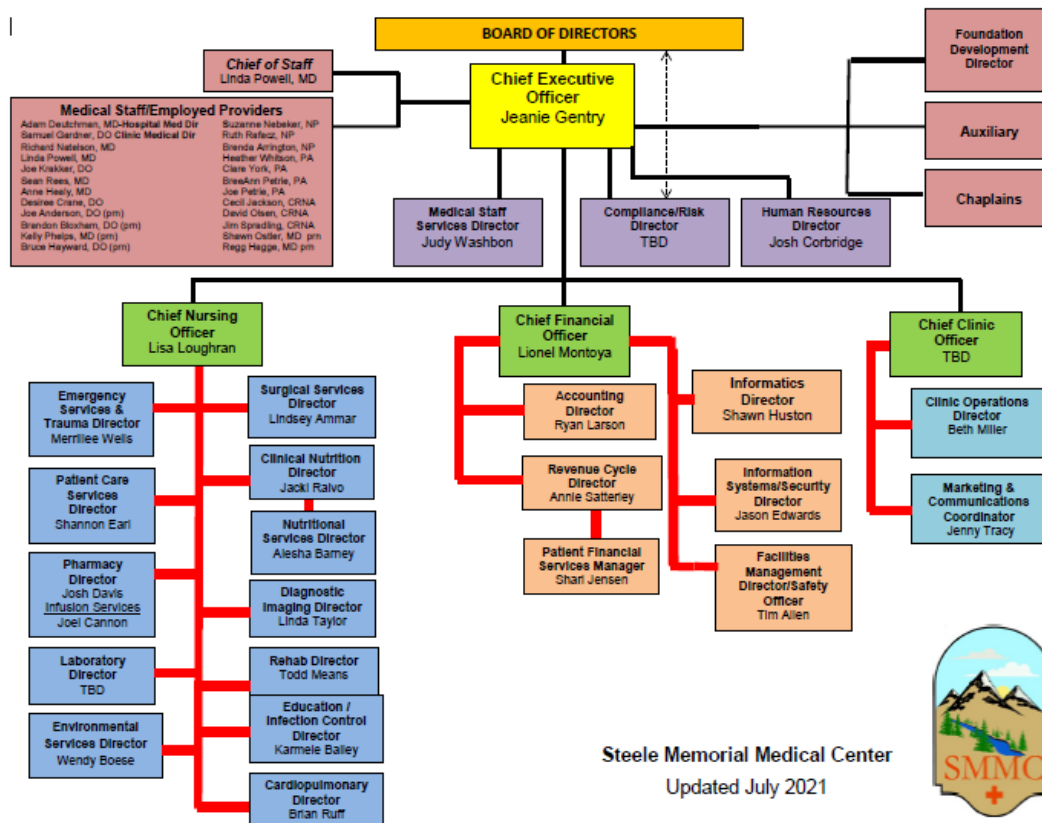 BOARD OF DIRECTORS
Chief Executive
Officer
Jeanie Gentry
Chief of Staff
Linda Powell, MD
Medical Staff/Employed Providers
Adam Deutchman, MD-Hospital Med Dir
Samuel Gardner, DO Clinic Medical Dir
Richard Natelson, MD
Linda Powell, MD
Joe Krakker, DO
Sean Rees, MD
Anne Healy, MD
Desiree Crane, DO
Joe Anderson, DO (prn)
Brandon Bloxham, DO (prn)
Kelly Phelps, MD (prn)
Bruce Hayward, DO (prn)
Suzanne Nebeker, NP
Ruth Rafecz, NP
Brenda Arrington, NP
Heather Whitson, PA
Clare York, PA
BreeAnn Petrie, PA
Joe Petrie, PA
Cecil Jackson, CRNA
David Olsen, CRNA
Jim Spradling, CRNA
Shawn Ostler, MD prn
Regg Hagge, MD prn
Foundation
Development
Director
Auxiliary
Chaplains
Medical Staff
Services Director
Judy Washbon
Compliance/Risk
Director
TBD
Human Resources
Director
Josh Corbridge
Chief Nursing
Officer
Lisa Loughran
Chief Financial
Officer
Lionel Montoya
Chief Clinic
Officer
TBD
Emergency
Services &
Trauma Director
Merrilee Wells
Patient Care
Services
Director
Shannon Earl
Pharmacy
Director
Josh Davis
Infusion Services
Joel Cannon
Laboratory
Director
TBD
Environmental
Services Director
Wendy Boese
Surgical Services
Director
Lindsey Ammar
Clinical Nutrition
Director
Jacki Ralvo
Nutritional
Services Director
Alesha Barney
Diagnostic
Imaging Director
Linda Taylor
Rehab Director
Todd Means
Education /
Infection Control
Director
Karmele Bailey
Cardiopulmonary
Director
Brian Ruff
Accounting
Director
Ryan Larson
Revenue Cycle
Director
Annie Satterley
Patient Financial
Services Manager
Shari Jensen
Informatics
Director
Shawn Huston
Information
Systems/Security
Director
Jason Edwards
Facilities
Management
Director/Safety
Officer
Tim Allen
Clinic Operations
Director
Beth Miller
Marketing &
Communications
Coordinator
Jenny Tracy
Steele Memorial Medical Center
Updated July 2021
SMMC